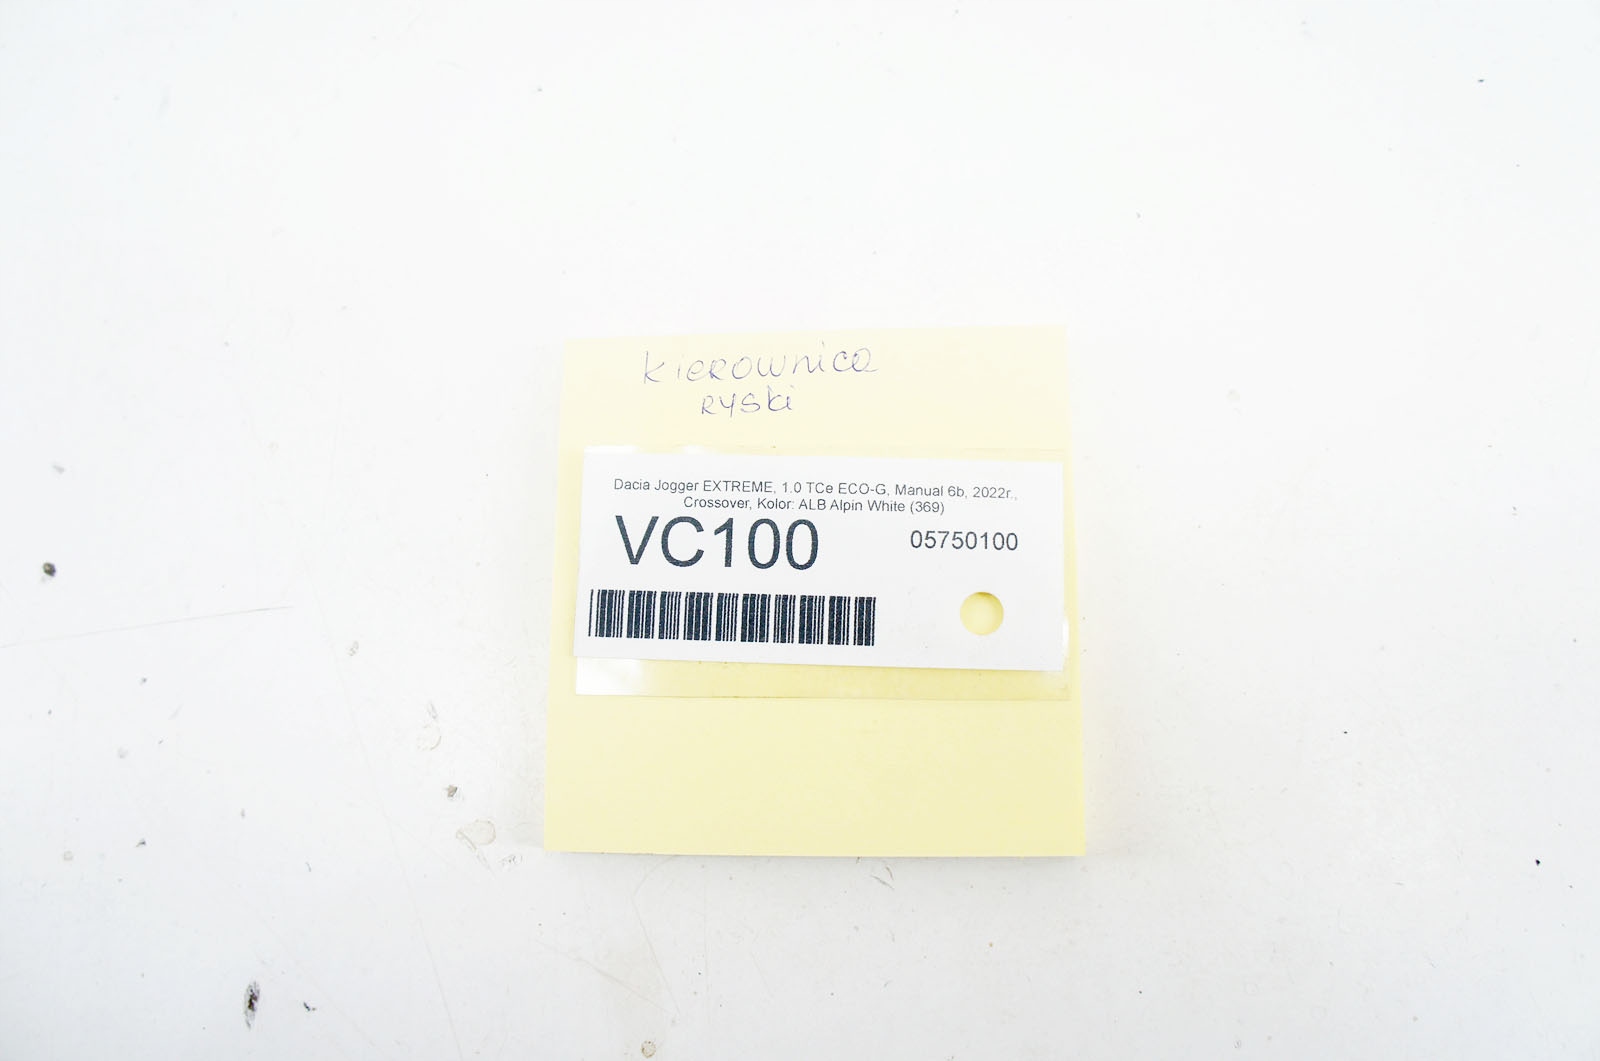 kierownica
ryski
Dacia Jogger EXTREME, 1.0 TCe ECO-G, Manual 6b, 2022r.,
Crossover, Kolor: ALB Alpin White (369)
VC100 05750100